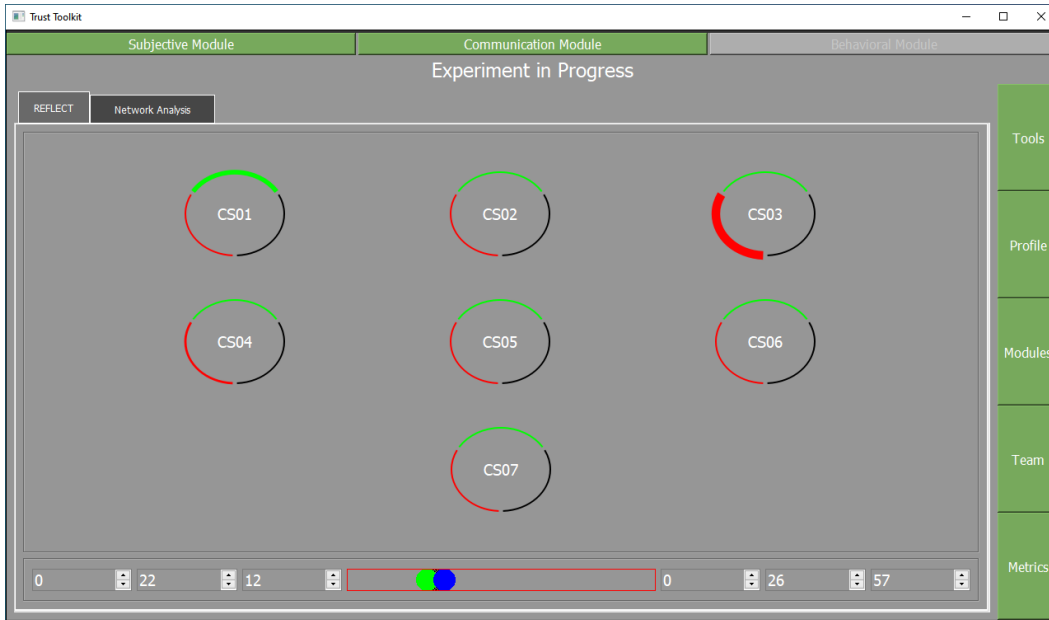 Trust Toolkit
Subjective Module Communication Module Behavioral Module
Experiment in Progress
REFLECT Network Analysis
Tools
CS01 CS02 CS03
Profile
CS04 CS05 CS06
Modules
Team
CS07
Metrics
0 22 12 0 26 57